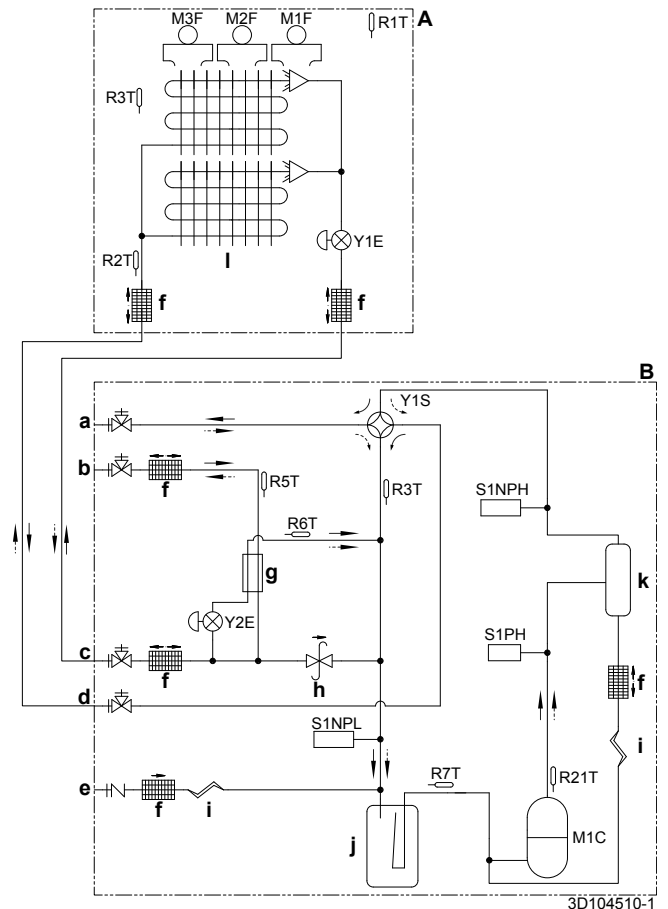 M3F M2F M1F R1T A
R3T
Y1E
R2T l
f f
B
a Y1S
b f R5T R3T
S1NPH
R6T
g k
Y2E
c f h S1PH f
d
S1NPL i
e f i R7T R21T
j M1C
3D104510-1